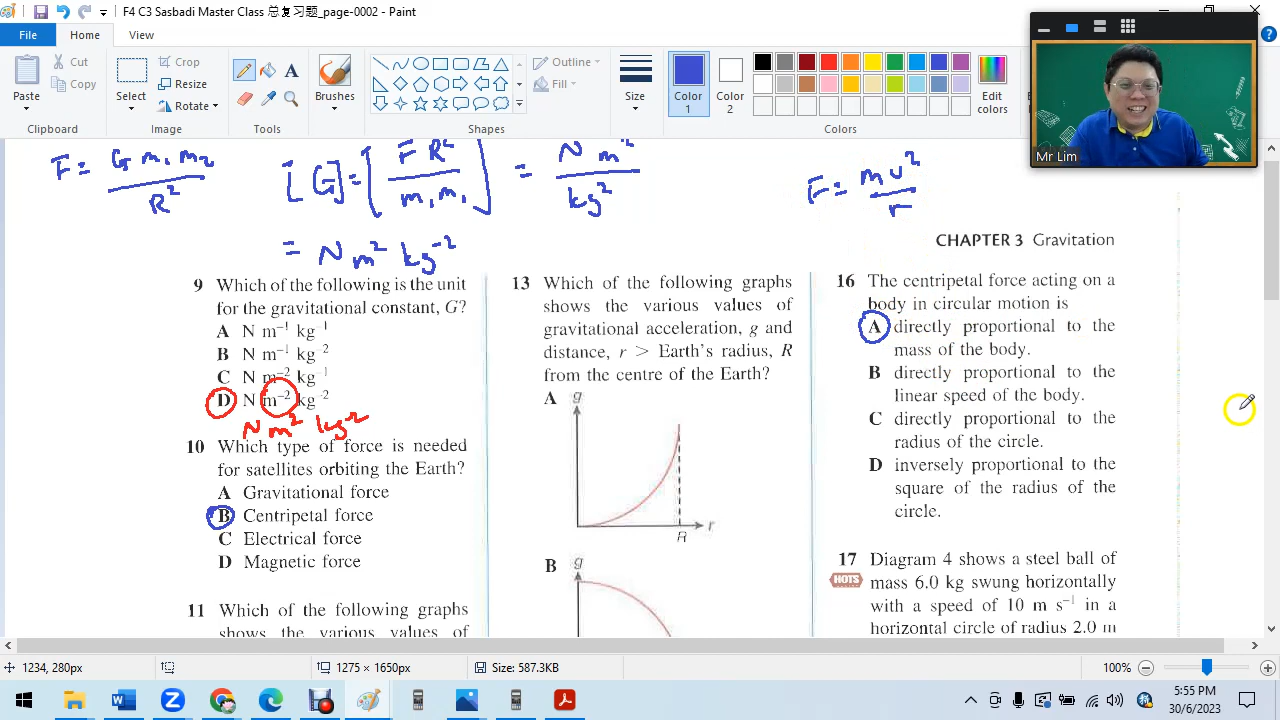 F4 C3 Sasbadi Master Class 总复习题_page-0002 - Paint
File
Home
View
Paste
Cut
Copy
Clipboard
Select
Crop
Resize
Rotate
Image
A
Tools
Brushes
Shapes
Outline
Fill
Size
Color 1
Color 2
Edit colors
Colors
Mr Lim
F = G m₁ m₂ / R²
[G] = [F R² / m₁ m₁] = N m² / kg²
= N m² kg⁻²
F = m v² / r
CHAPTER 3 Gravitation
9 Which of the following is the unit
for the gravitational constant, G?
A N m⁻¹ kg⁻¹
B N m⁻¹ kg⁻²
C N m⁻² kg⁻¹
D N m⁻² kg⁻²
N m² kg⁻²
10 Which type of force is needed
for satellites orbiting the Earth?
A Gravitational force
B Centripetal force
C Electrical force
D Magnetic force
11 Which of the following graphs
shows the various values of
13 Which of the following graphs
shows the various values of
gravitational acceleration, g and
distance, r > Earth's radius, R
from the centre of the Earth?
A
g
r
R
B
g
16 The centripetal force acting on a
body in circular motion is
A directly proportional to the
mass of the body.
B directly proportional to the
linear speed of the body.
C directly proportional to the
radius of the circle.
D inversely proportional to the
square of the radius of the
circle.
17 Diagram 4 shows a steel ball of
HOTS
mass 6.0 kg swung horizontally
with a speed of 10 m s⁻¹ in a
horizontal circle of radius 2.0 m
1234, 280px
1275 × 1650px
Size: 587.3KB
100%
5:55 PM
30/6/2023